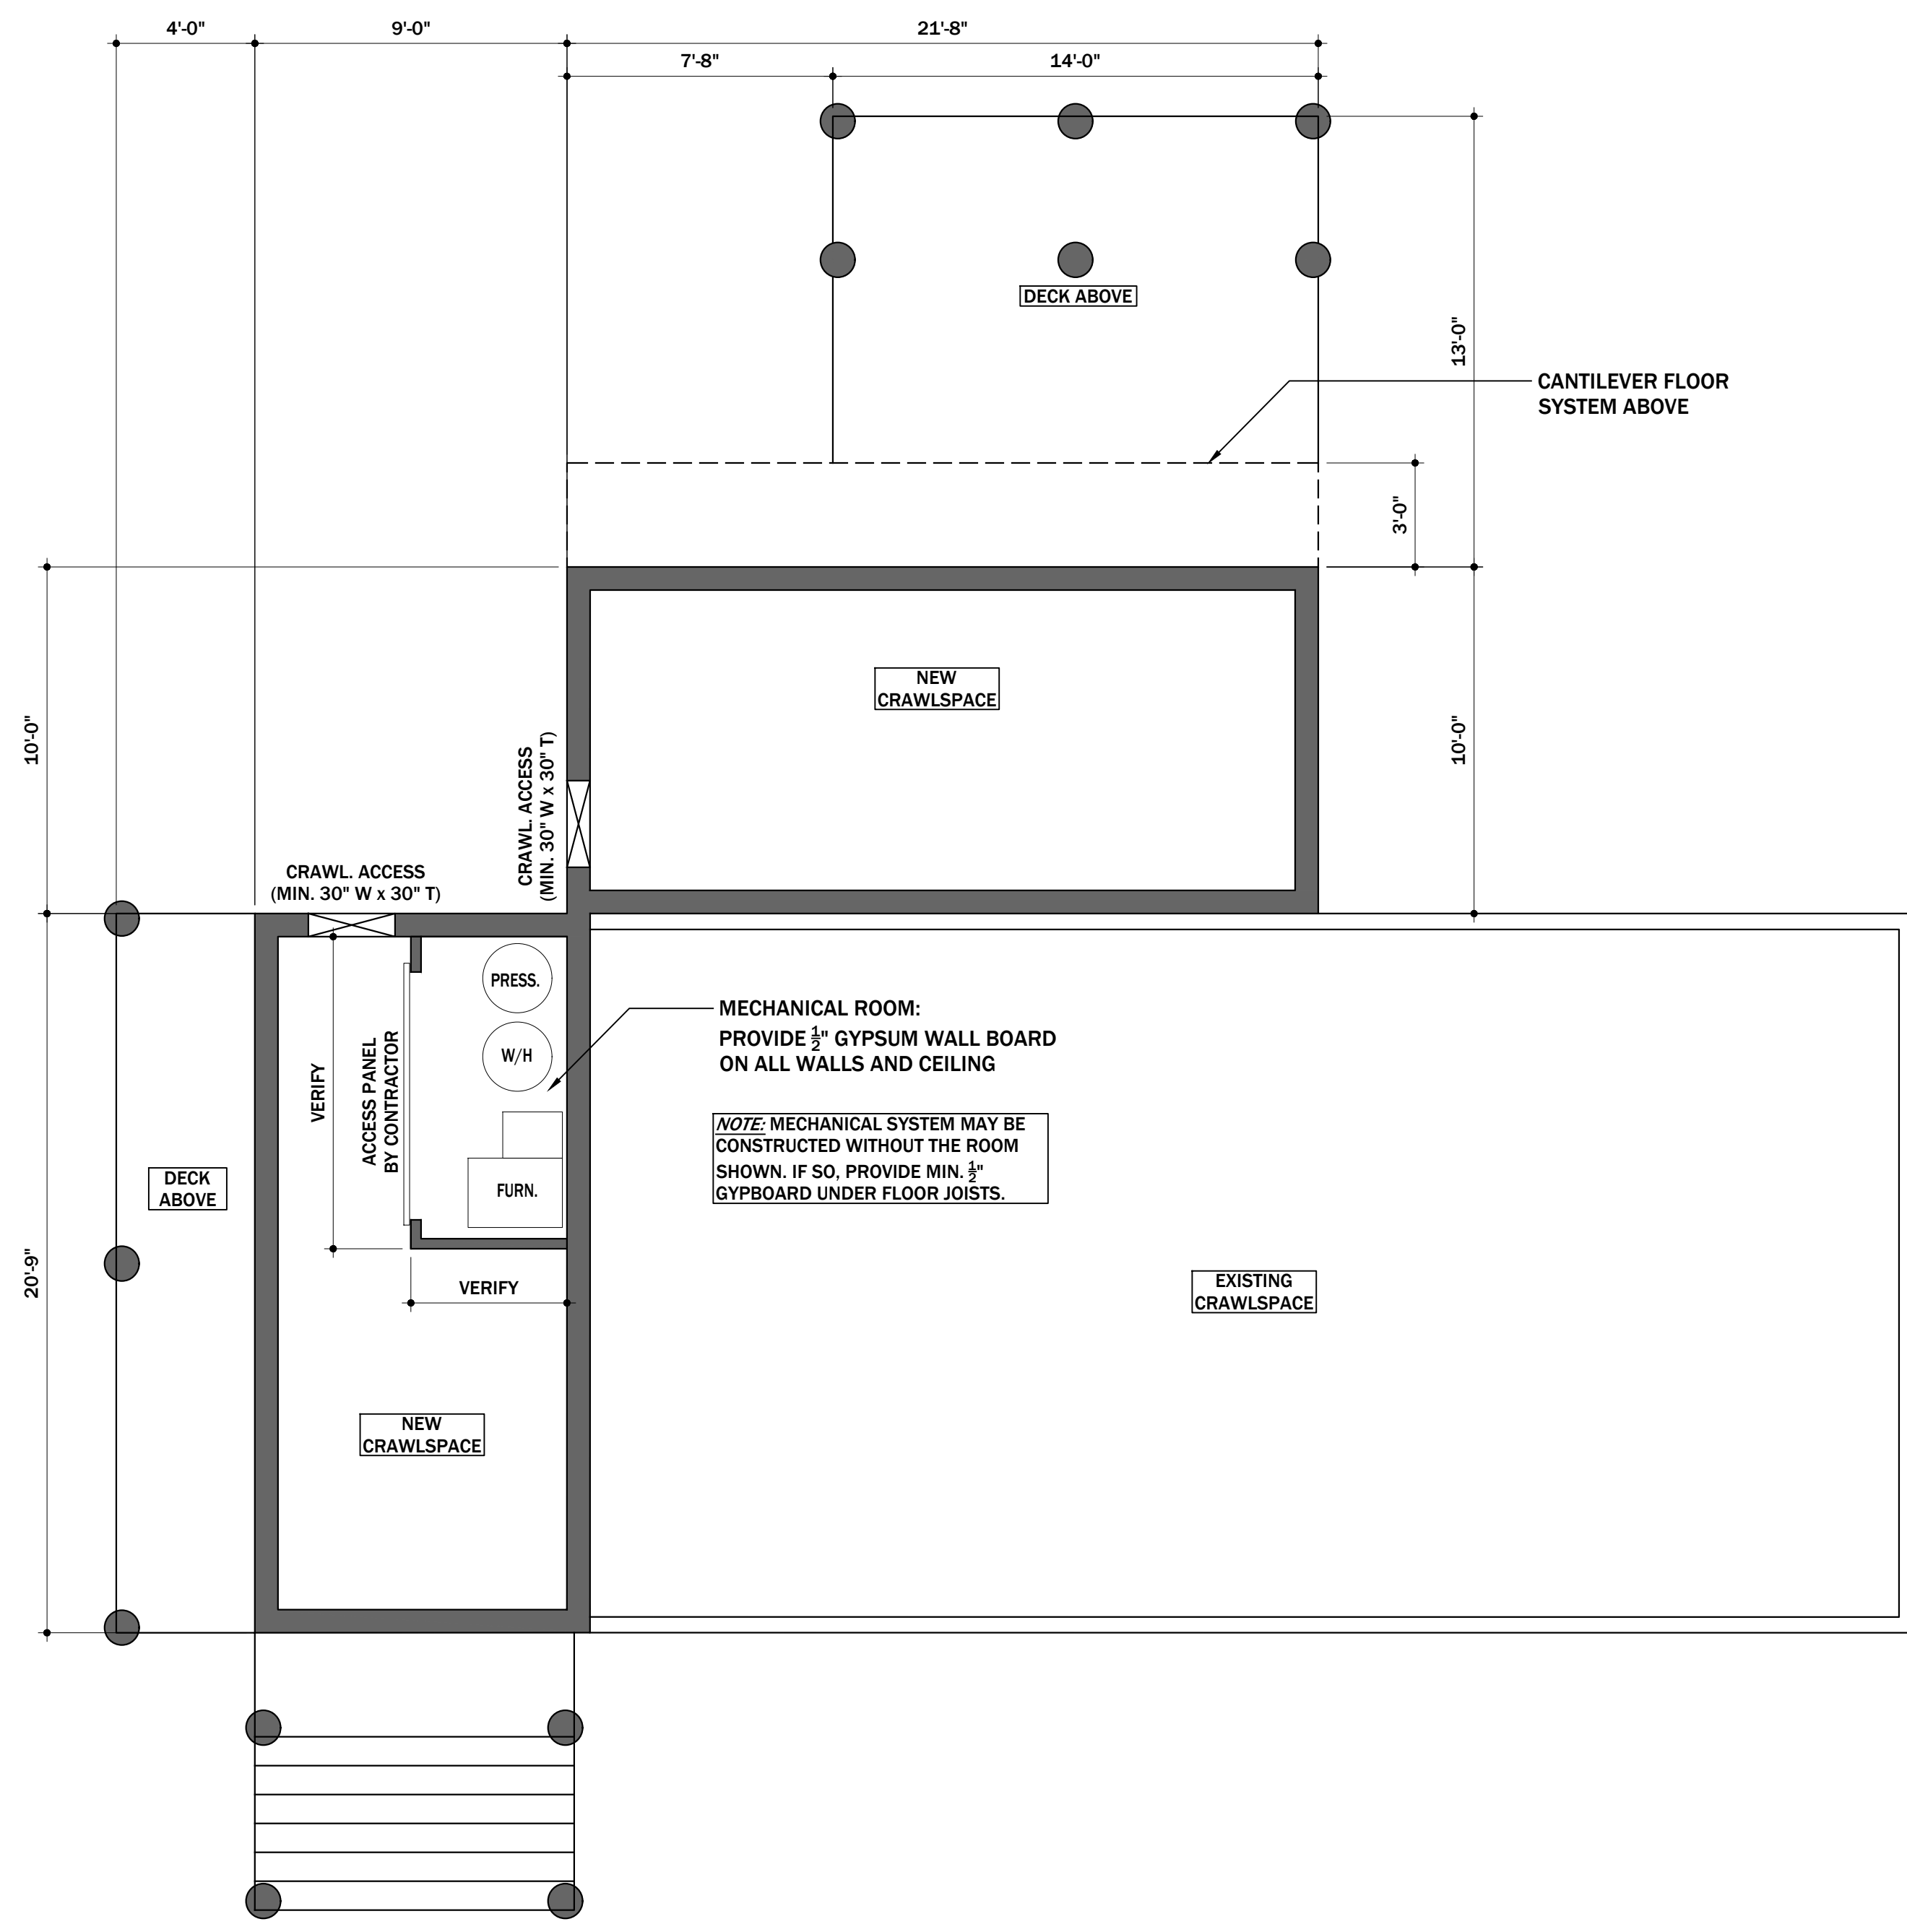 4'-0"
9'-0"
21'-8"
7'-8"
14'-0"
DECK ABOVE
13'-0"
CANTILEVER FLOOR
SYSTEM ABOVE
3'-0"
10'-0"
NEW
CRAWLSPACE
10'-0"
CRAWL. ACCESS
(MIN. 30" W x 30" T)
CRAWL. ACCESS
(MIN. 30" W x 30" T)
PRESS.
W/H
FURN.
MECHANICAL ROOM:
PROVIDE ½" GYPSUM WALL BOARD
ON ALL WALLS AND CEILING
VERIFY
ACCESS PANEL
BY CONTRACTOR
NOTE: MECHANICAL SYSTEM MAY BE
CONSTRUCTED WITHOUT THE ROOM
SHOWN. IF SO, PROVIDE MIN. ½"
GYPBOARD UNDER FLOOR JOISTS.
DECK
ABOVE
20'-9"
VERIFY
EXISTING
CRAWLSPACE
NEW
CRAWLSPACE